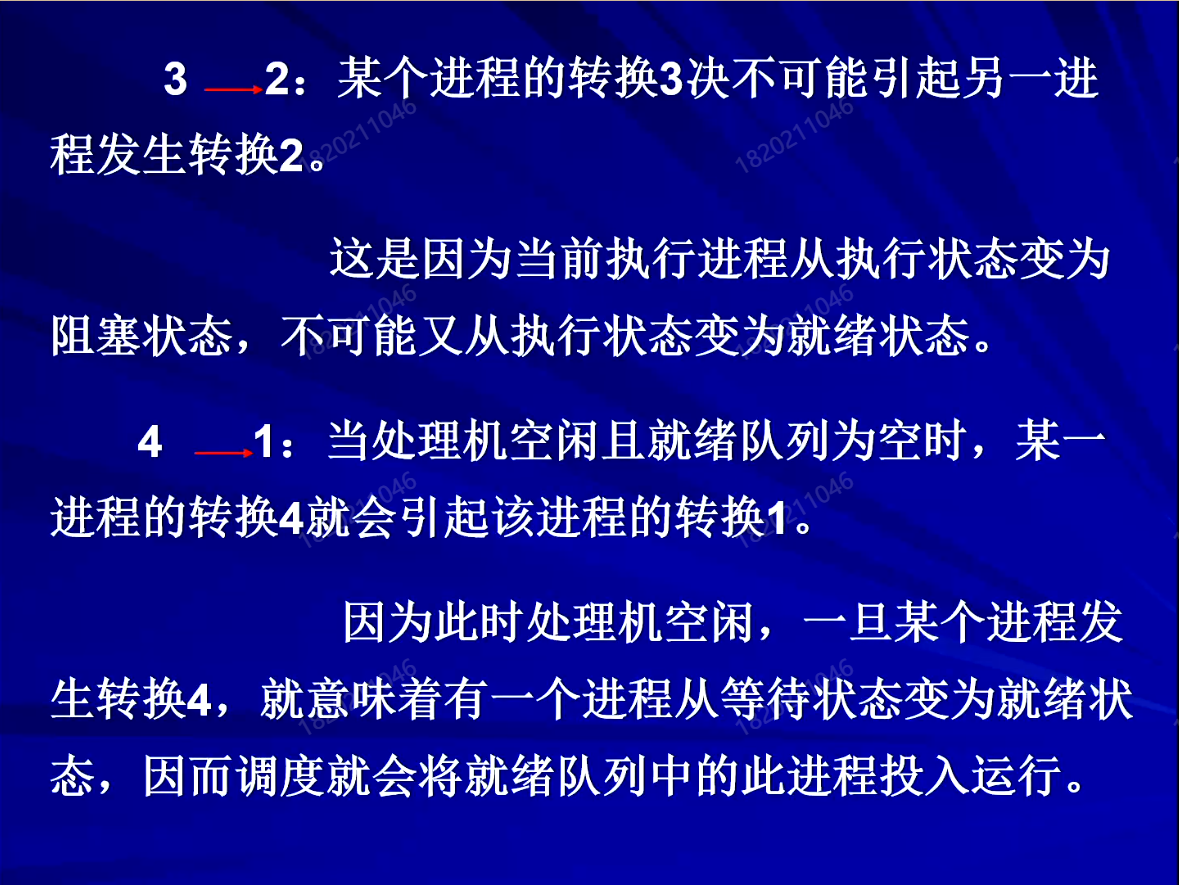 3 →2：某个进程的转换3决不可能引起另一进
程发生转换2。
这是因为当前执行进程从执行状态变为
阻塞状态，不可能又从执行状态变为就绪状态。
4 →1：当处理机空闲且就绪队列为空时，某一
进程的转换4就会引起该进程的转换1。
因为此时处理机空闲，一旦某个进程发
生转换4，就意味着有一个进程从等待状态变为就绪状
态，因而调度就会将就绪队列中的此进程投入运行。
1820211046
1820211046
1820211046
1820211046
1820211046
1820211046
1820211046
1820211046